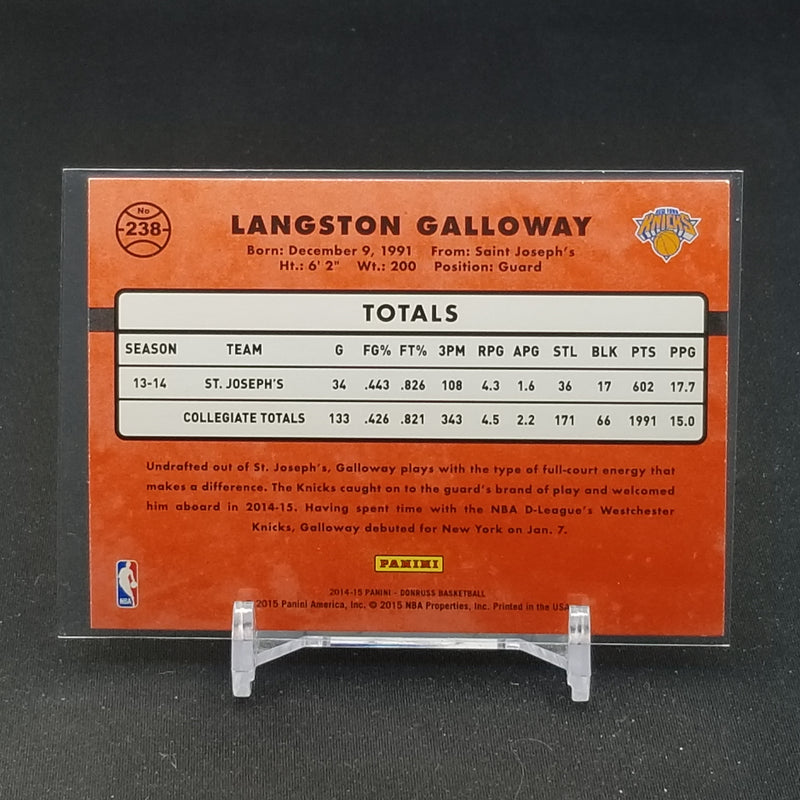 No
238
LANGSTON GALLOWAY
NEW YORK
KNICKS
Born: December 9, 1991 From: Saint Joseph's
Ht.: 6' 2" Wt.: 200 Position: Guard
TOTALS
SEASON TEAM G FG% FT% 3PM RPG APG STL BLK PTS PPG
13-14 ST. JOSEPH'S 34 .443 .826 108 4.3 1.6 36 17 602 17.7
COLLEGIATE TOTALS 133 .426 .821 343 4.5 2.2 171 66 1991 15.0
Undrafted out of St. Joseph's, Galloway plays with the type of full-court energy that
makes a difference. The Knicks caught on to the guard's brand of play and welcomed
him aboard in 2014-15. Having spent time with the NBA D-League's Westchester
Knicks, Galloway debuted for New York on Jan. 7.
PANINI
NBA
2014-15 PANINI - DONRUSS BASKETBALL
2015 Panini America, Inc. © 2015 NBA Properties, Inc. Printed in the USA